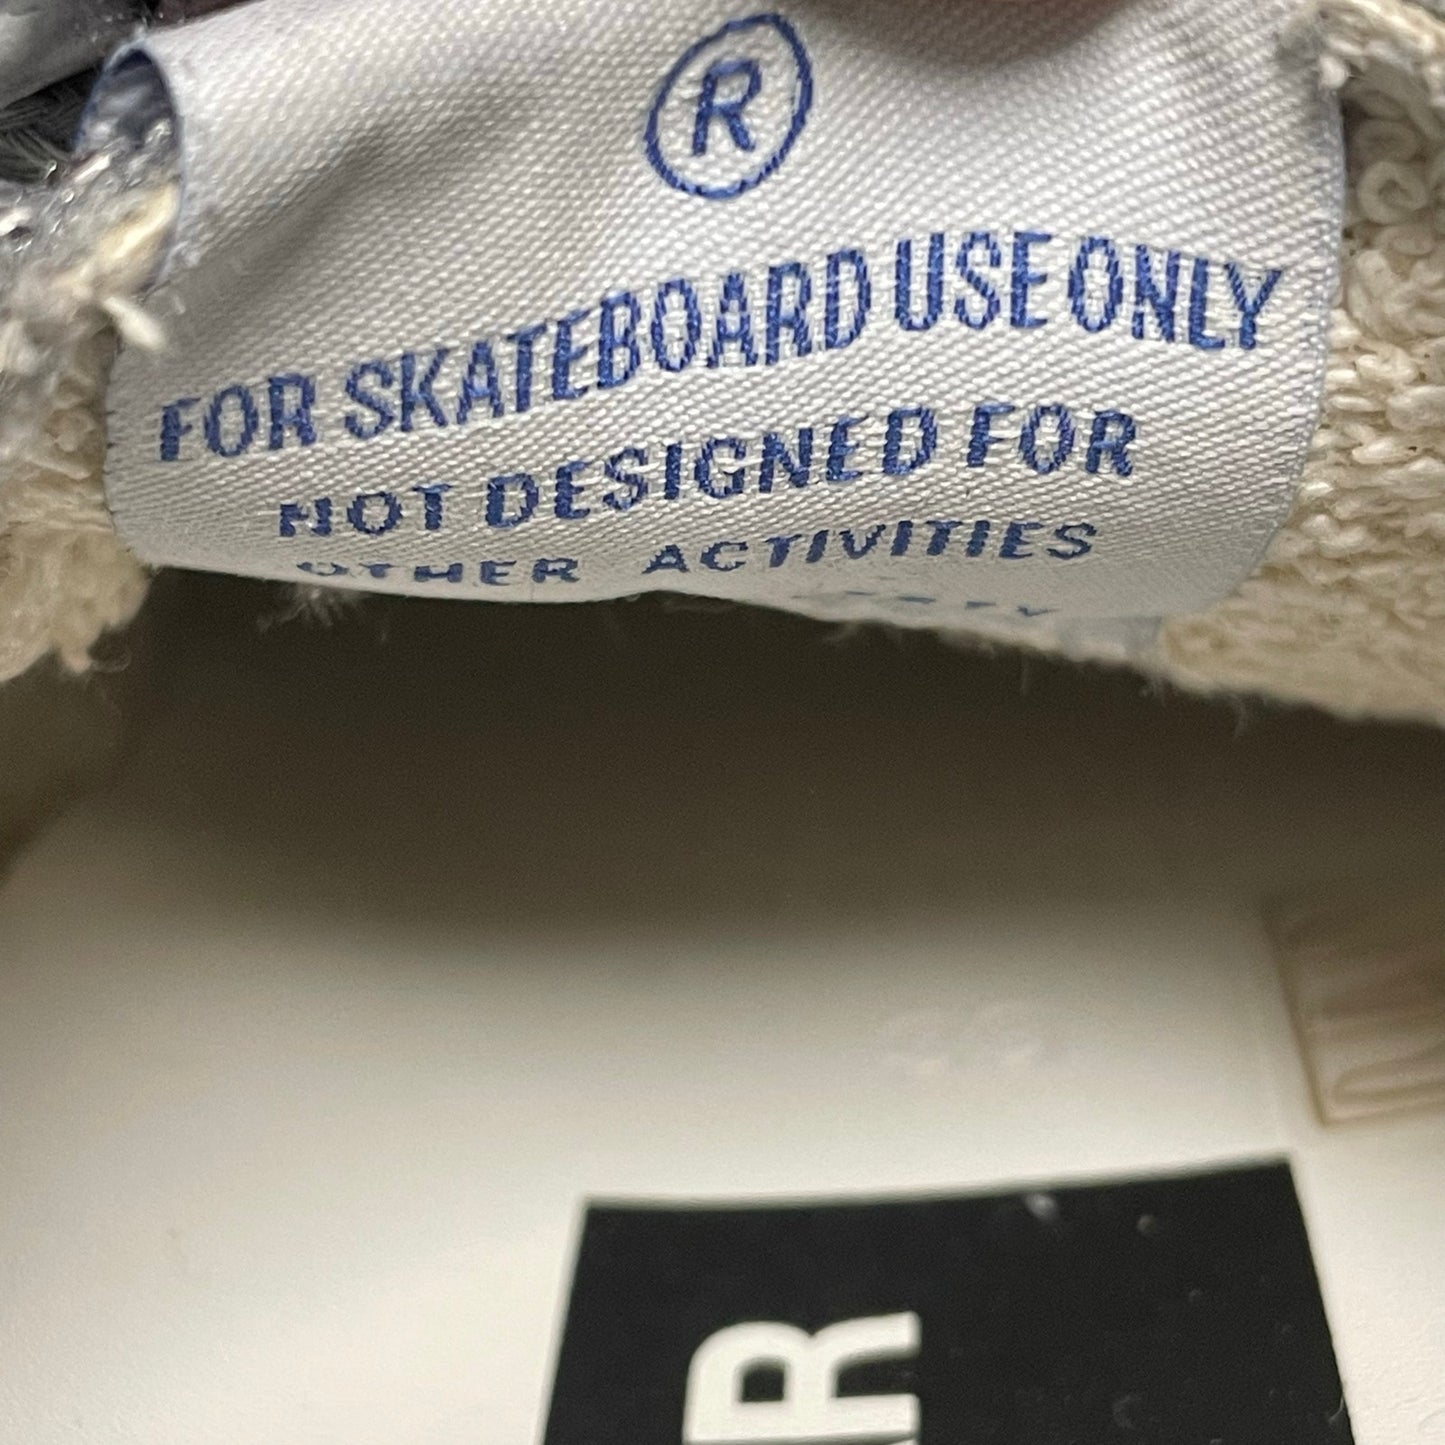 ®
FOR SKATEBOARD USE ONLY
NOT DESIGNED FOR
OTHER ACTIVITIES
R